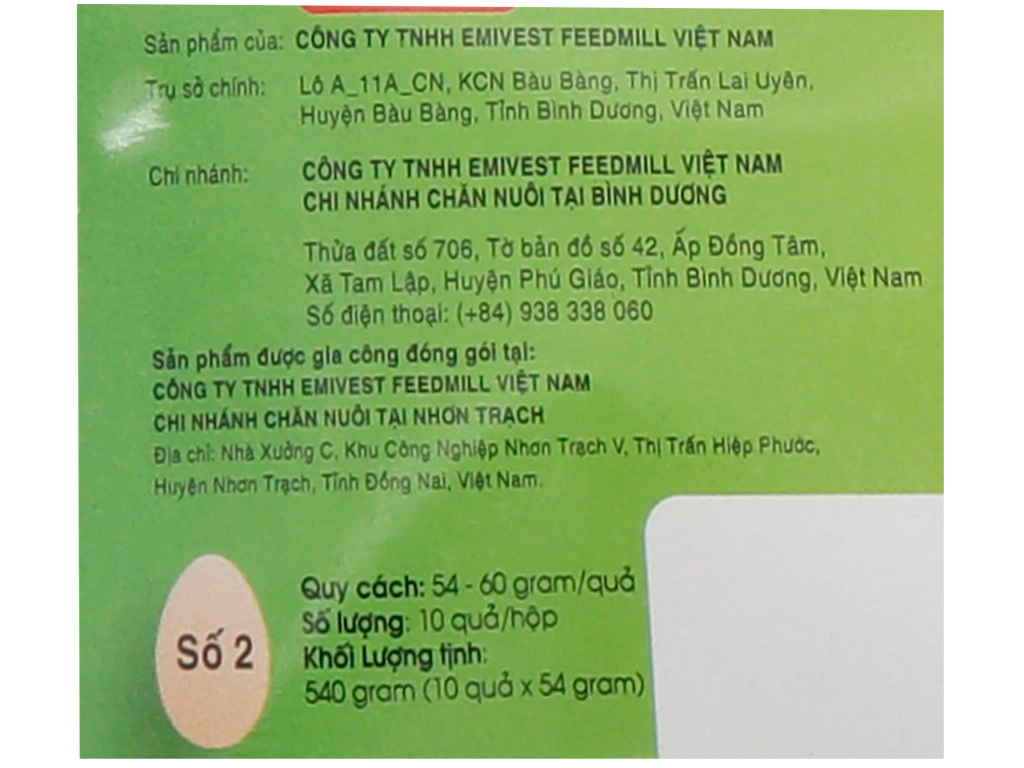 Sản phẩm của: CÔNG TY TNHH EMIVEST FEEDMILL VIỆT NAM
Trụ sở chính: Lô A_11A_CN, KCN Bàu Bàng, Thị Trấn Lai Uyên,
Huyện Bàu Bàng, Tỉnh Bình Dương, Việt Nam
Chi nhánh: CÔNG TY TNHH EMIVEST FEEDMILL VIỆT NAM
CHI NHÁNH CHĂN NUÔI TẠI BÌNH DƯƠNG
Thửa đất số 706, Tờ bản đồ số 42, Ấp Đồng Tâm,
Xã Tam Lập, Huyện Phú Giáo, Tỉnh Bình Dương, Việt Nam
Số điện thoại: (+84) 938 338 060
Sản phẩm được gia công đóng gói tại:
CÔNG TY TNHH EMIVEST FEEDMILL VIỆT NAM
CHI NHÁNH CHĂN NUÔI TẠI NHƠN TRẠCH
Địa chỉ: Nhà Xưởng C, Khu Công Nghiệp Nhơn Trạch V, Thị Trấn Hiệp Phước,
Huyện Nhơn Trạch, Tỉnh Đồng Nai, Việt Nam.
Số 2
Quy cách: 54 - 60 gram/quả
Số lượng: 10 quả/hộp
Khối Lượng tịnh:
540 gram (10 quả x 54 gram)